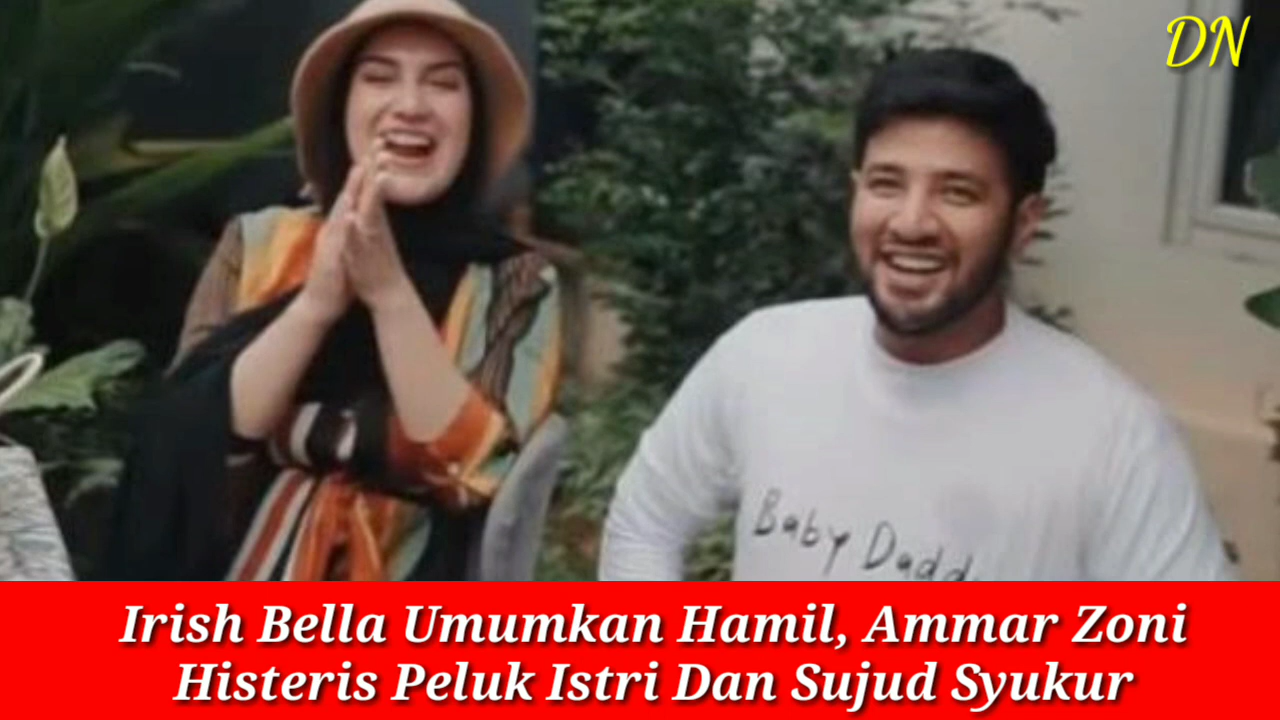 DN
Baby Dadd
Irish Bella Umumkan Hamil, Ammar Zoni
Histeris Peluk Istri Dan Sujud Syukur